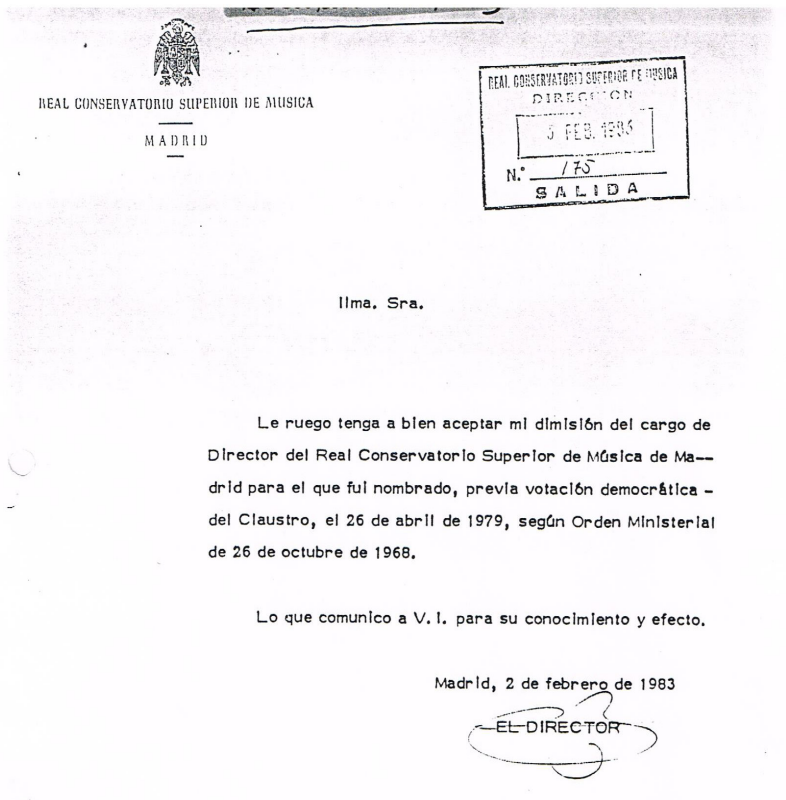 REAL CONSERVATORIO SUPERIOR DE MUSICA
MADRID
REAL CONSERVATORIO SUPERIOR DE MUSICA
DIRECCION
FEB. 1983
N.º 175
SALIDA
Ilma. Sra.
Le ruego tenga a bien aceptar mi dimisión del cargo de
Director del Real Conservatorio Superior de Música de Ma--
drid para el que fui nombrado, previa votación democrática -
del Claustro, el 26 de abril de 1979, según Orden Ministerial
de 26 de octubre de 1968.
Lo que comunico a V. I. para su conocimiento y efecto.
Madrid, 2 de febrero de 1983
EL DIRECTOR